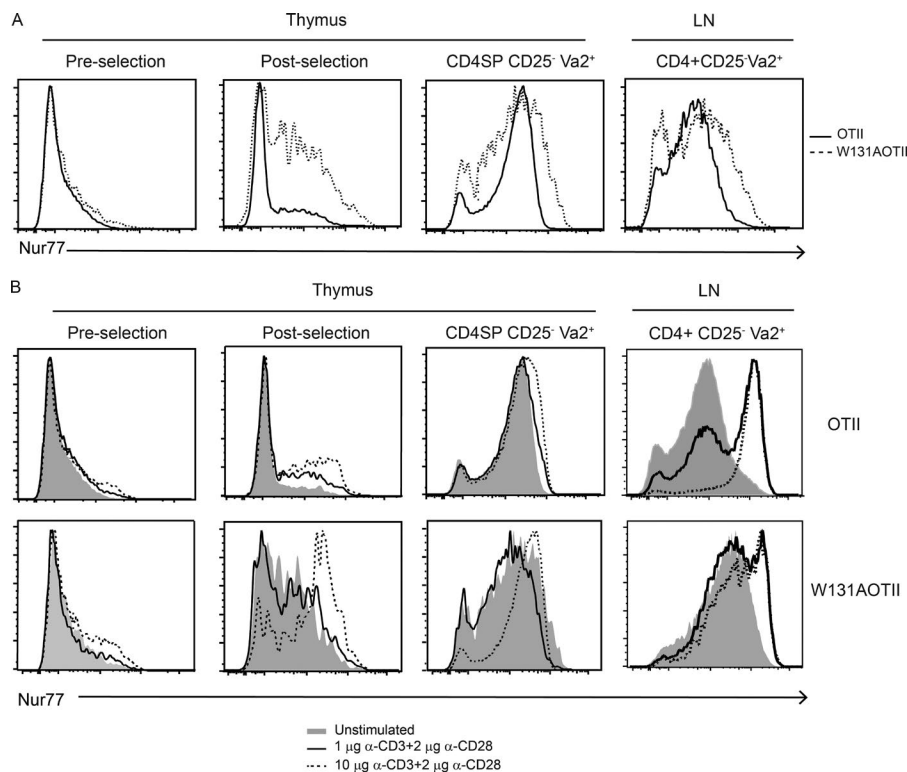 A
Thymus
LN
Pre-selection
Post-selection
CD4SP CD25- Va2+
CD4+CD25-Va2+
OTII
W131AOTII
Nur77
B
Thymus
LN
Pre-selection
Post-selection
CD4SP CD25- Va2+
CD4+ CD25- Va2+
OTII
W131AOTII
Nur77
Unstimulated
1 μg α-CD3+2 μg α-CD28
10 μg α-CD3+2 μg α-CD28